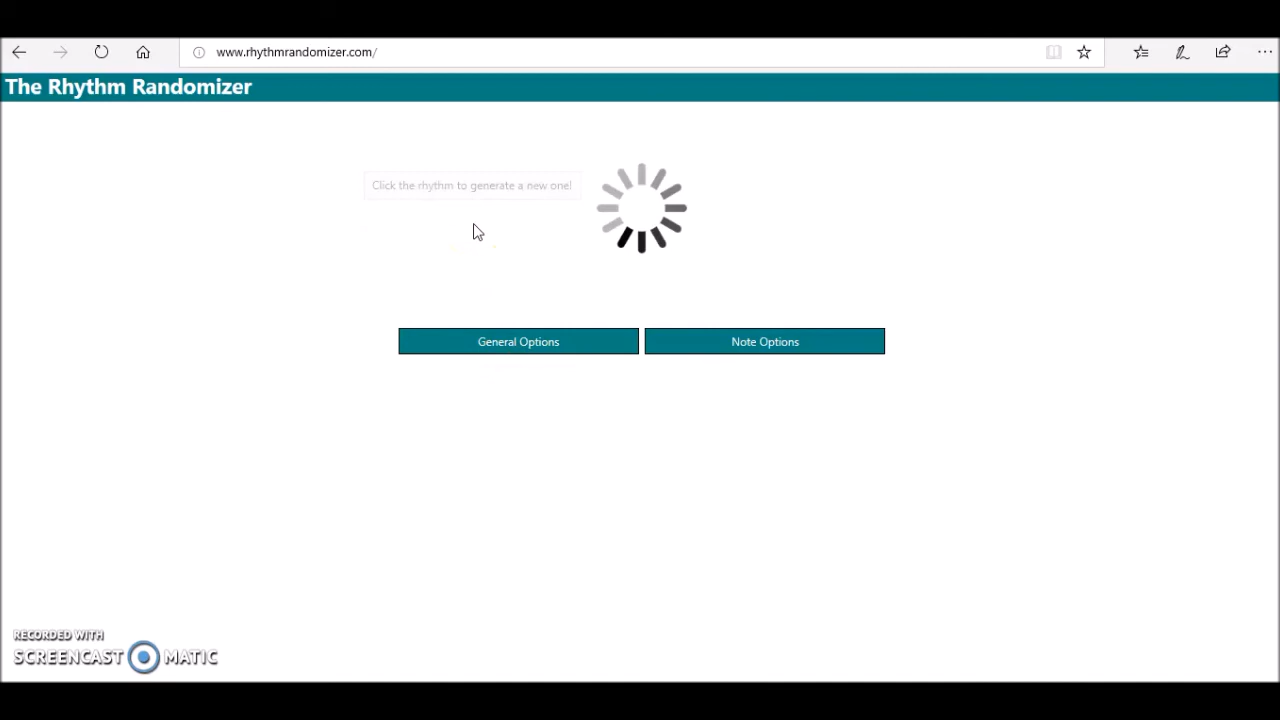 www.rhythmrandomizer.com/
The Rhythm Randomizer
Click the rhythm to generate a new one!
General Options
Note Options
RECORDED WITH
SCREENCAST MATIC